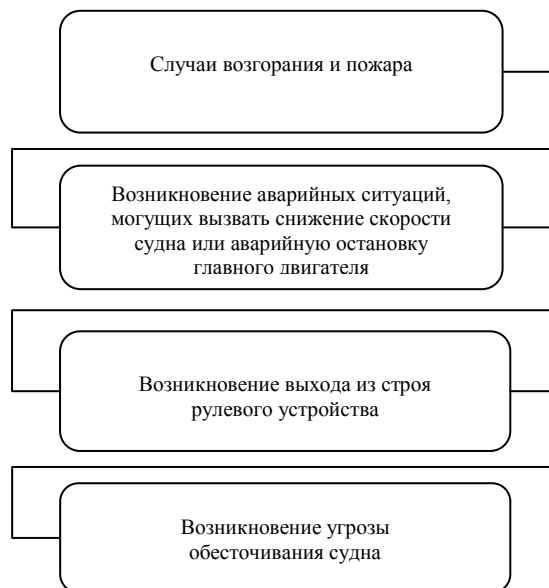 Случаи возгорания и пожара
Возникновение аварийных ситуаций,
могущих вызвать снижение скорости
судна или аварийную остановку
главного двигателя
Возникновение выхода из строя
рулевого устройства
Возникновение угрозы
обесточивания судна